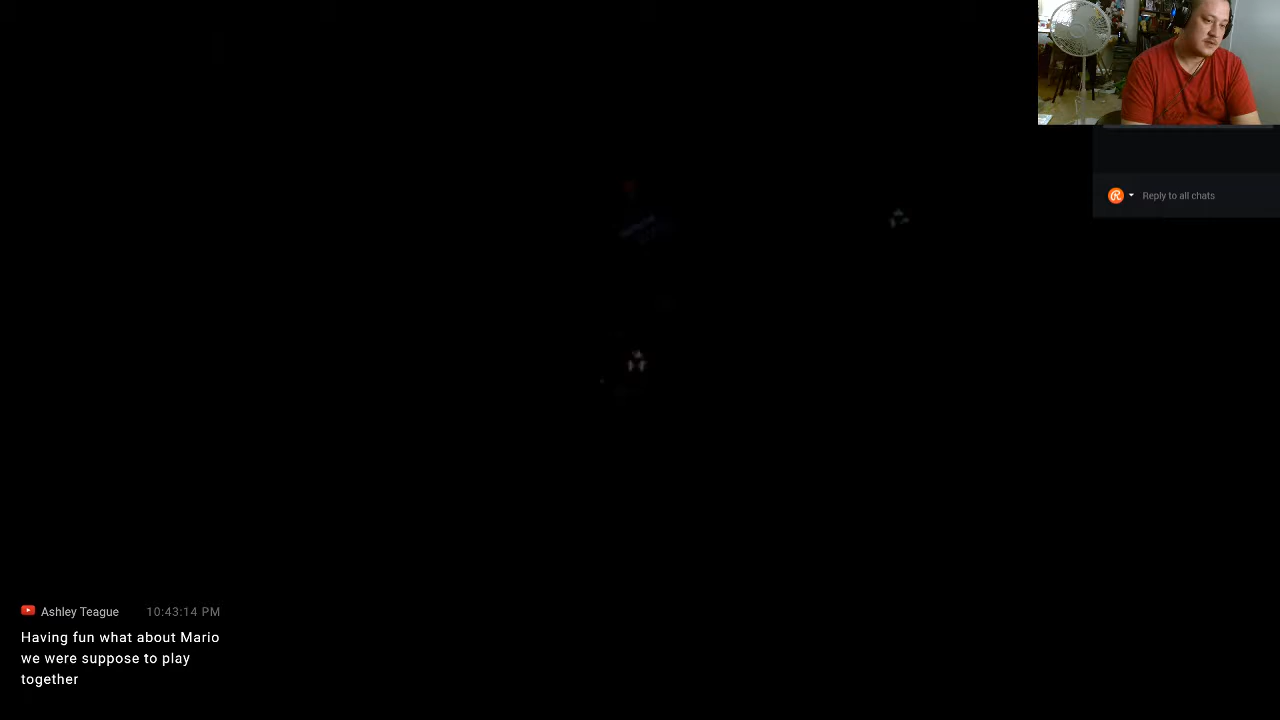 Reply to all chats
Ashley Teague 10:43:14 PM
Having fun what about Mario
we were suppose to play
together